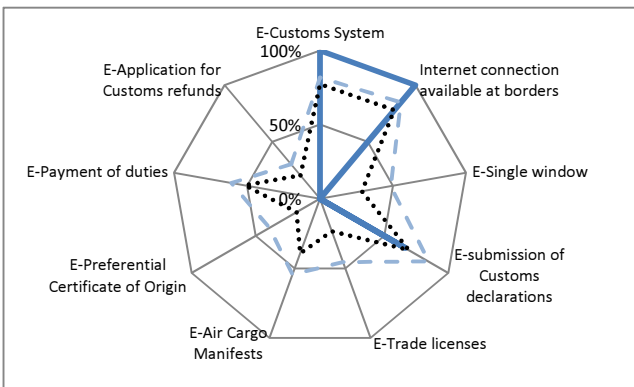 E-Customs System
100%
Internet connection
available at borders
E-Application for
Customs refunds
50%
E-Payment of duties
E-Single window
0%
E-submission of
Customs
declarations
E-Preferential
Certificate of Origin
E-Air Cargo
Manifests
E-Trade licenses